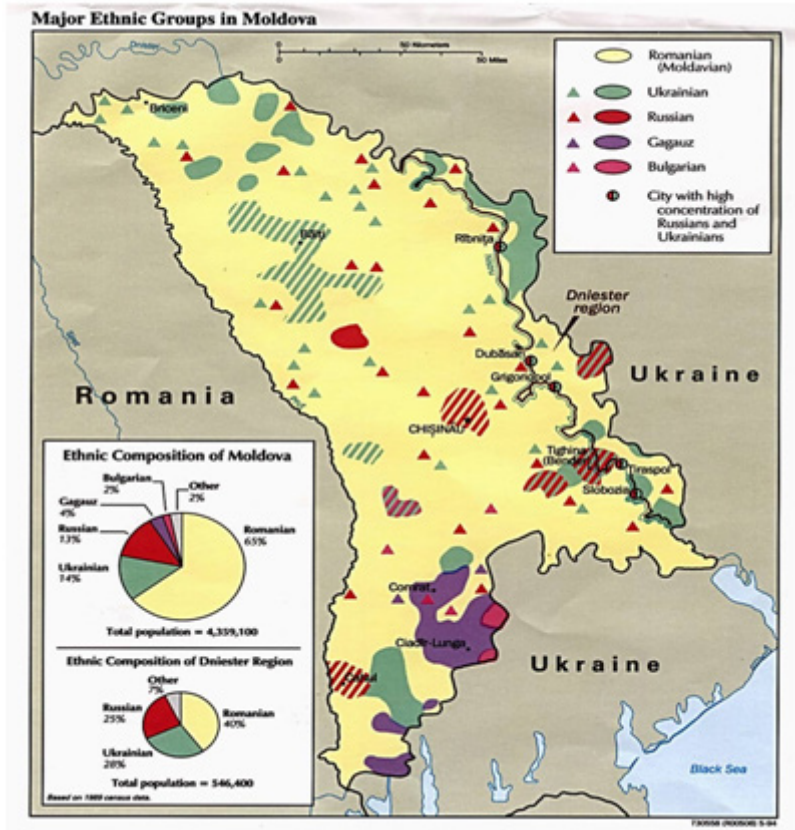 Major Ethnic Groups in Moldova
Dniester
0 50 Kilometers
0 50 Miles
Romanian
(Moldavian)
Ukrainian
Russian
Gagauz
Bulgarian
City with high
concentration of
Russians and
Ukrainians
Briceni
Bălți
Rîbnița
Dniester
region
Dubăsari
Grigoriopol
Ukraine
Romania
CHIȘINĂU
Tighina
(Bender)
Tiraspol
Slobozia
Comrat
Ciadîr-Lunga
Cahul
Ukraine
Black Sea
Ethnic Composition of Moldova
Bulgarian
2%
Other
2%
Gagauz
4%
Russian
13%
Romanian
65%
Ukrainian
14%
Total population = 4,359,100
Ethnic Composition of Dniester Region
Other
7%
Russian
25%
Romanian
40%
Ukrainian
28%
Total population = 546,400
Based on 1989 census data.